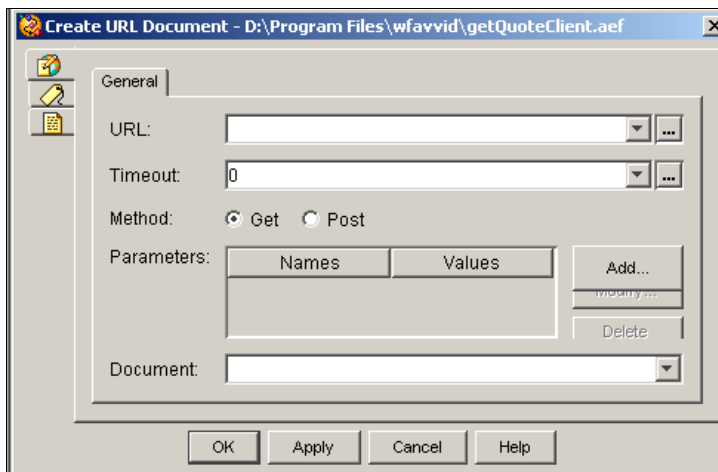 Create URL Document - D:\Program Files\wfavvid\getQuoteClient.aef
General
URL:
...
Timeout:
0
...
Method:
Get
Post
Parameters:
Names
Values
Add...
Modify...
Delete
Document:
OK
Apply
Cancel
Help